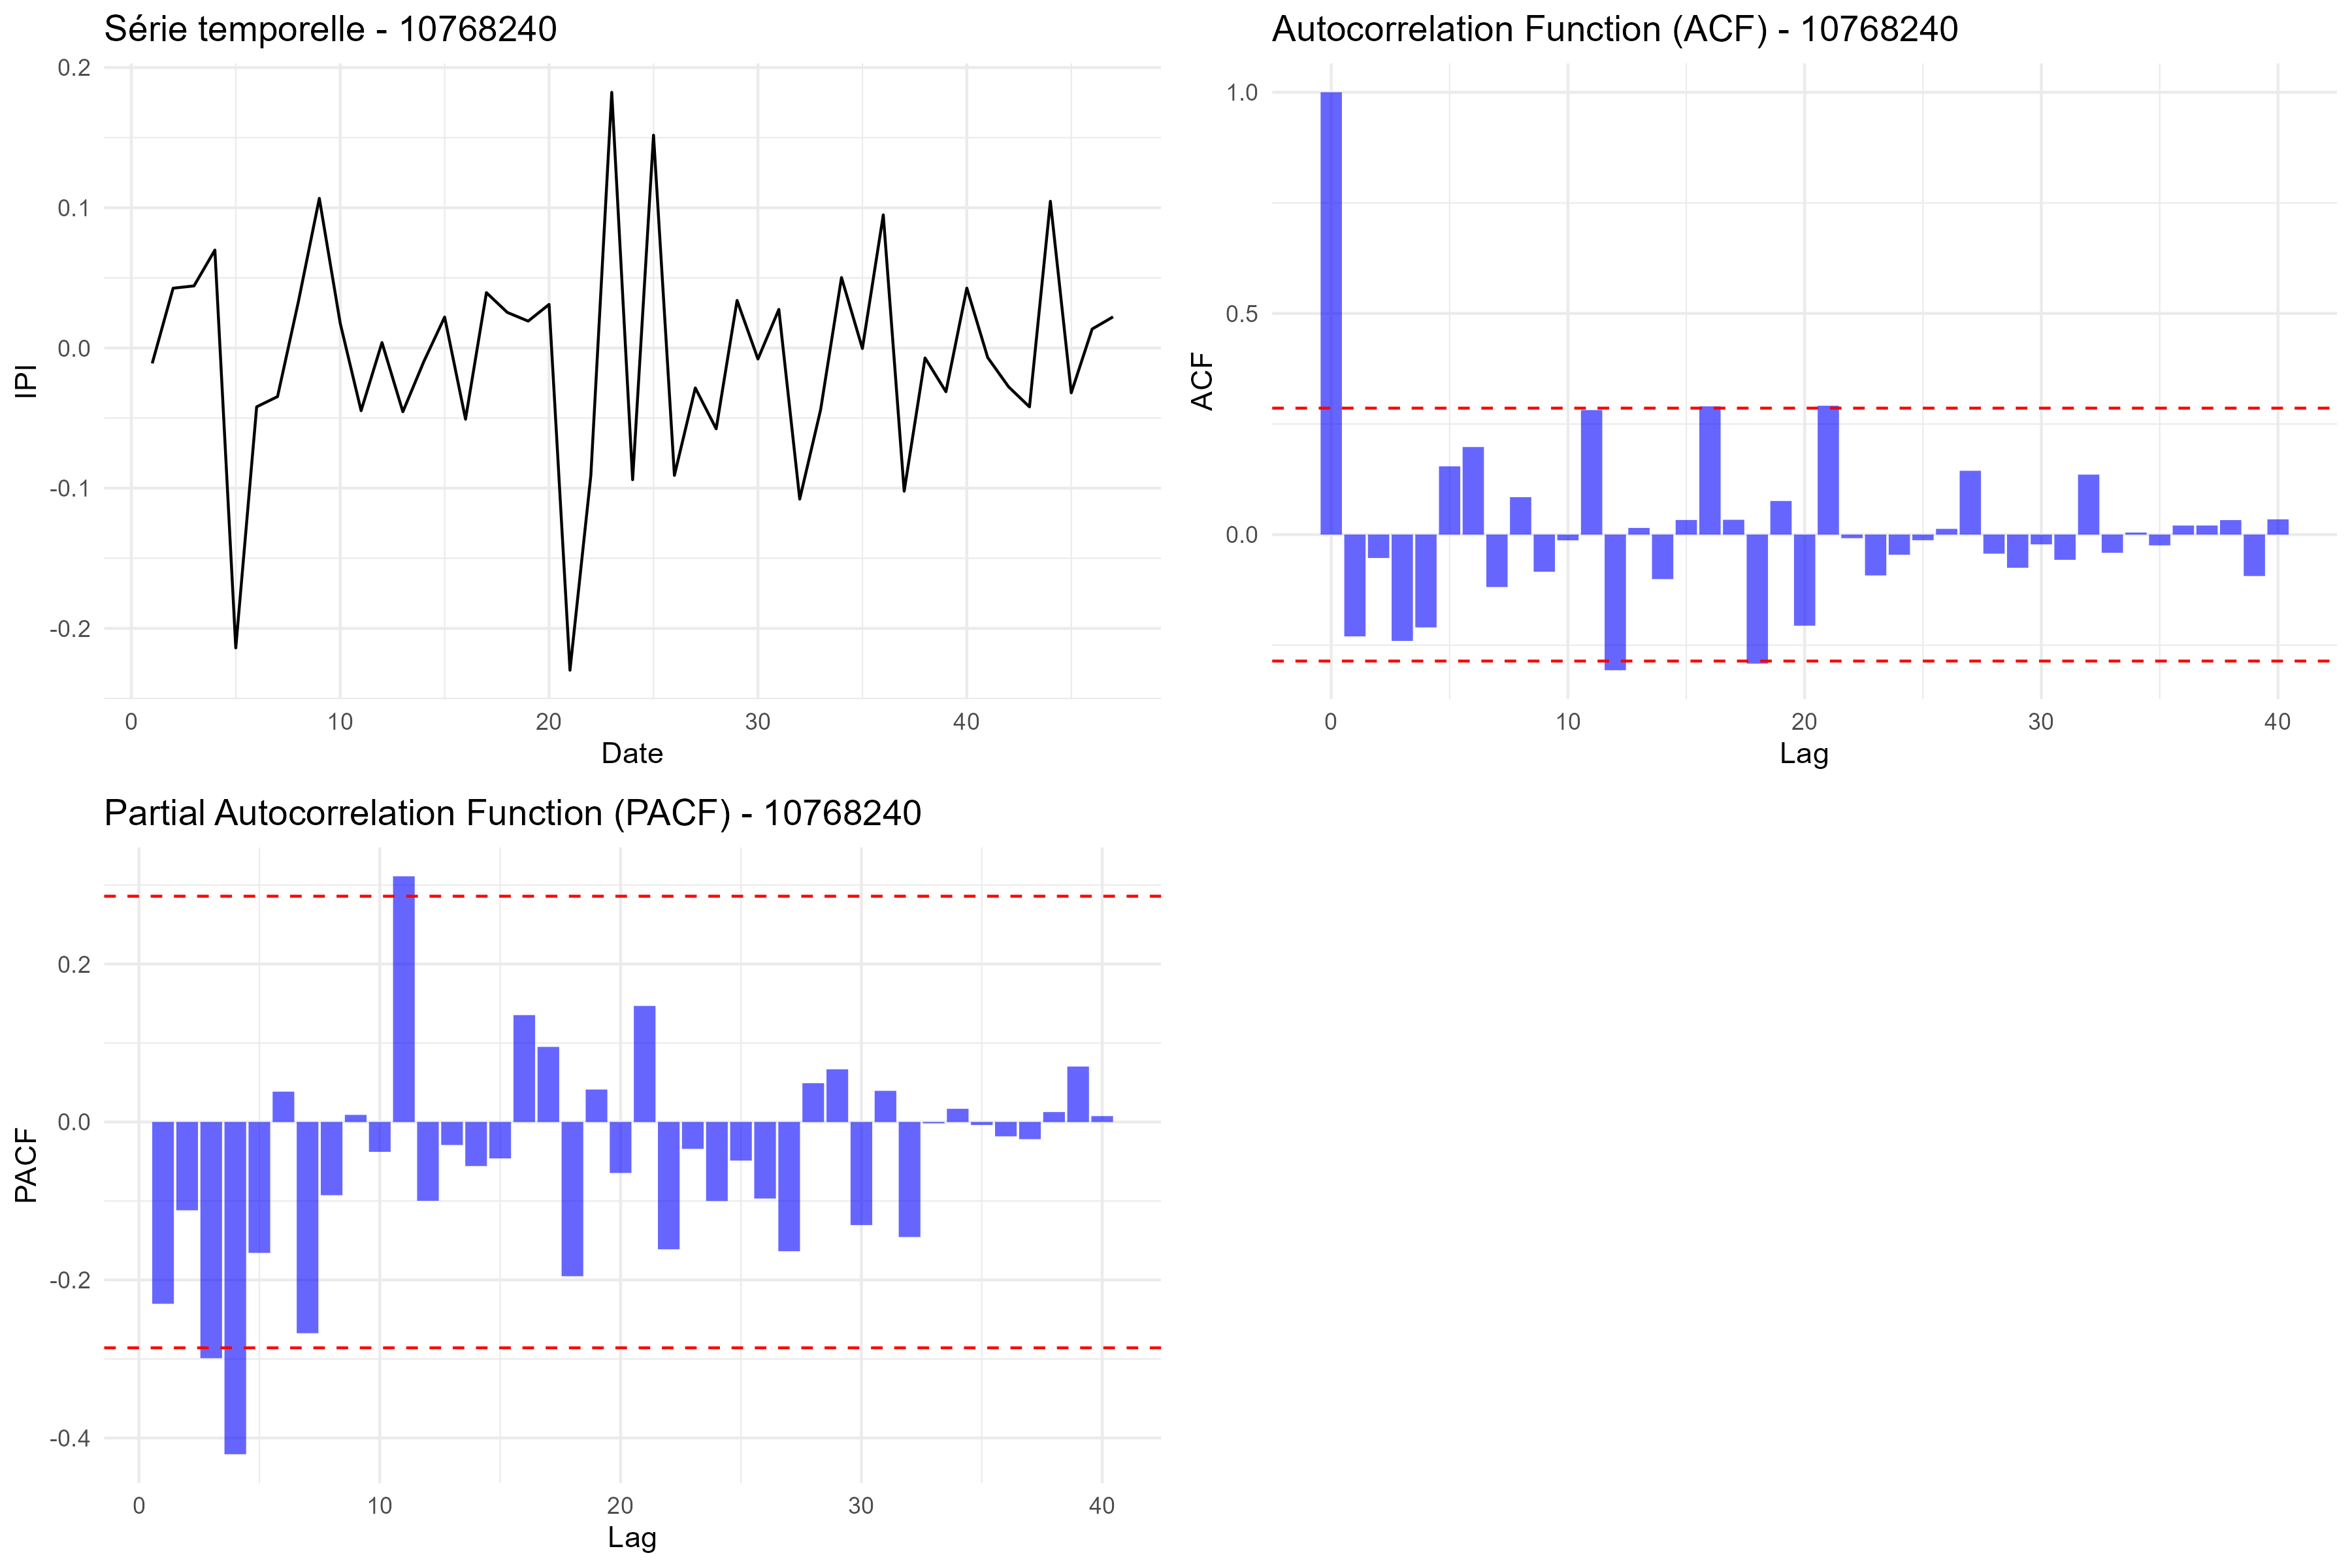 Série temporelle - 10768240
0.2
0.1
0.0
-0.1
-0.2
IPI
0 10 20 30 40
Date
Autocorrelation Function (ACF) - 10768240
1.0
0.5
0.0
ACF
0 10 20 30 40
Lag
Partial Autocorrelation Function (PACF) - 10768240
0.2
0.0
-0.2
-0.4
PACF
0 10 20 30 40
Lag